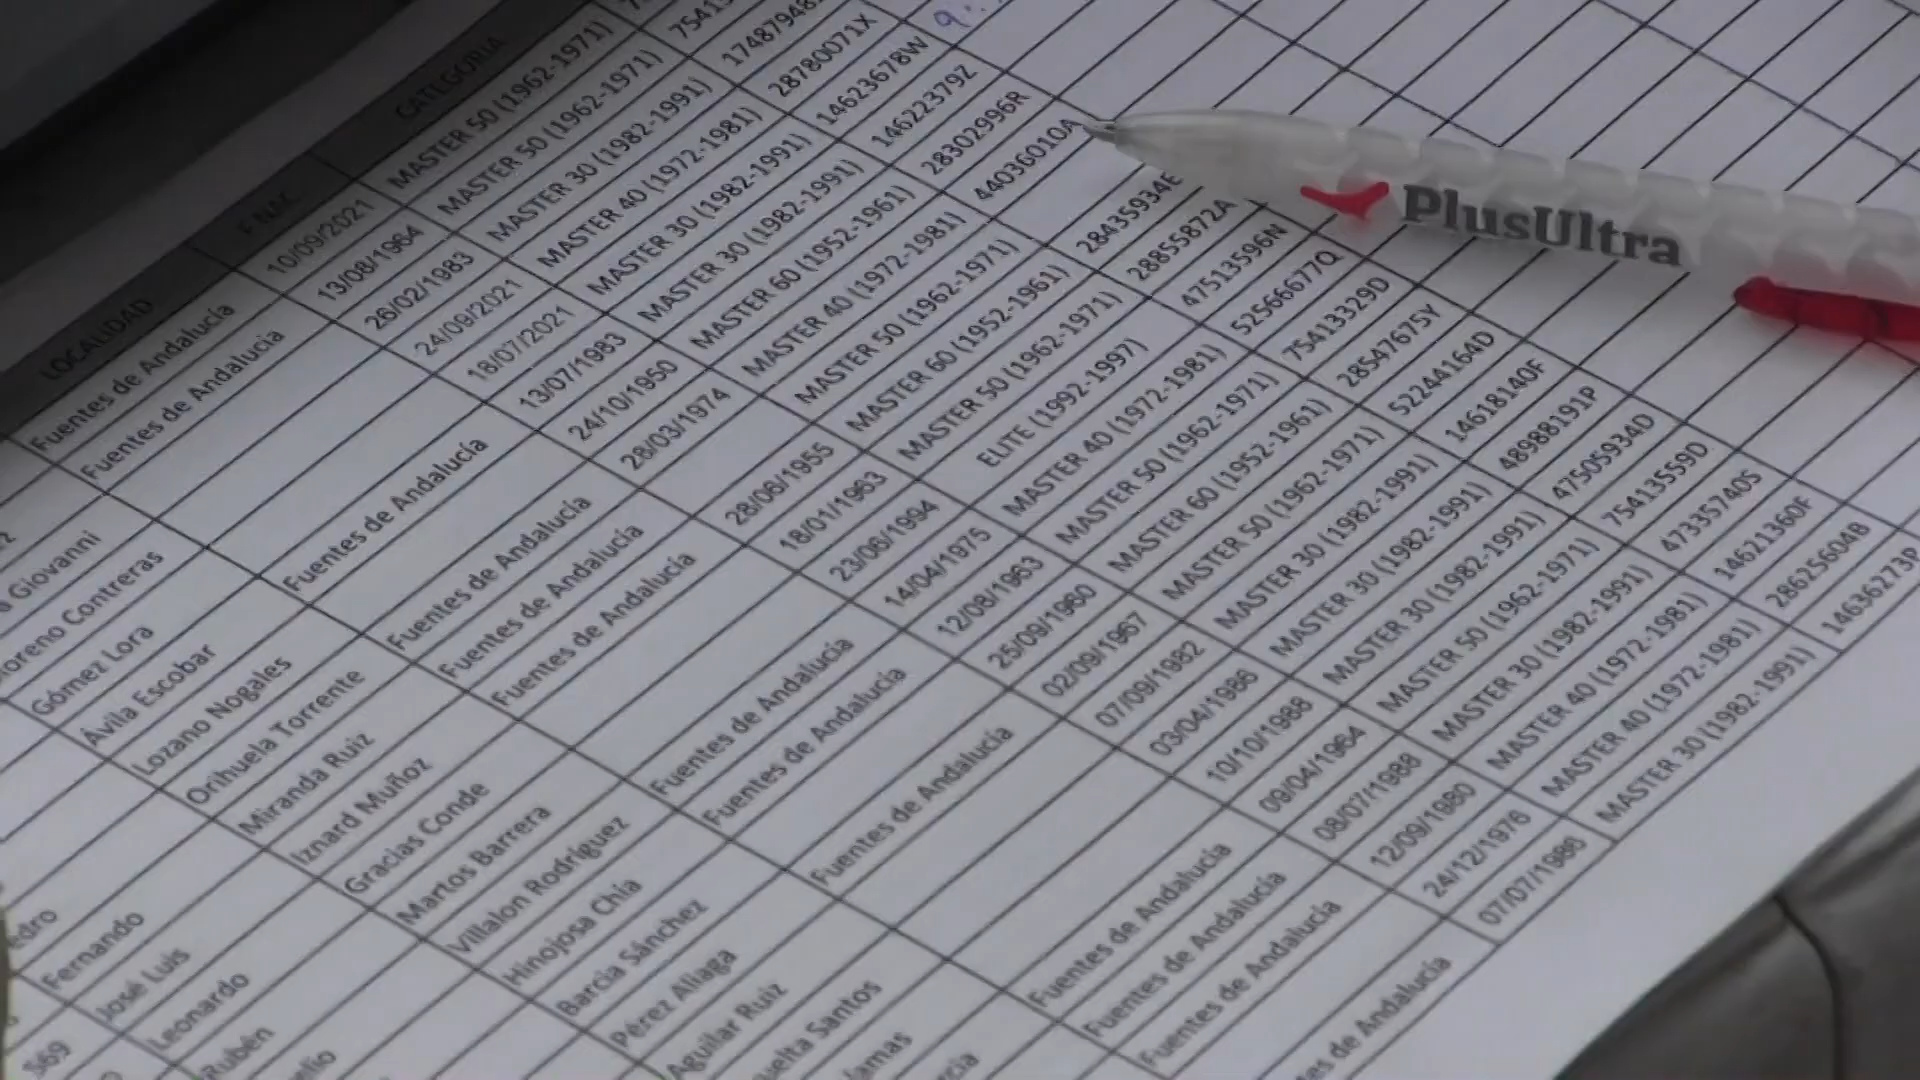 LOCALIDAD F.NAC. CATEGORIA
Fuentes de Andalucía 10/09/2021 MASTER 50 (1962-1971)
Fuentes de Andalucía 13/08/1964 MASTER 50 (1962-1971)
Giovanni 26/02/1983 MASTER 30 (1982-1991)
Contreras 24/09/2021 MASTER 40 (1972-1981) 28780071X
Gómez Lora 18/07/2021 MASTER 30 (1982-1991) 14623678W
Ávila Escobar Fuentes de Andalucía 13/07/1983 MASTER 30 (1982-1991) 14622379Z
Lozano Nogales 24/10/1950 MASTER 60 (1952-1961) 28302996R
Orihuela Torrente Fuentes de Andalucía 28/03/1974 MASTER 40 (1972-1981) 44036010A
Fernando Miranda Ruiz Fuentes de Andalucía MASTER 50 (1962-1971)
José Luis Iznard Muñoz Fuentes de Andalucía 28/06/1955 MASTER 60 (1952-1961) 28435934E
Leonardo Gracias Conde 18/01/1963 MASTER 50 (1962-1971) 28855872A
Rubén Martos Barrera 23/06/1994 ELITE (1992-1997) 47513596N
Villalon Rodríguez Fuentes de Andalucía 14/04/1975 MASTER 40 (1972-1981) 52566677Q
Hinojosa Chia Fuentes de Andalucía 12/08/1963 MASTER 50 (1962-1971) 75413329D
Barcia Sánchez 25/09/1960 MASTER 60 (1952-1961) 28547675Y
Pérez Aliaga Fuentes de Andalucía 02/09/1967 MASTER 50 (1962-1971) 52244164D
Aguilar Ruiz 07/09/1982 MASTER 30 (1982-1991) 14618140F
Santos 03/04/1986 MASTER 30 (1982-1991) 48988191P
10/10/1988 MASTER 30 (1982-1991) 47505934D
Fuentes de Andalucía 09/04/1964 MASTER 50 (1962-1971) 75413559D
Fuentes de Andalucía 08/07/1988 MASTER 30 (1982-1991) 47335740S
Fuentes de Andalucía 12/09/1980 MASTER 40 (1972-1981) 14621360F
24/12/1976 MASTER 40 (1972-1981) 28625604B
de Andalucía 07/07/1986 MASTER 30 (1982-1991) 14636273P
569
PlusUltra